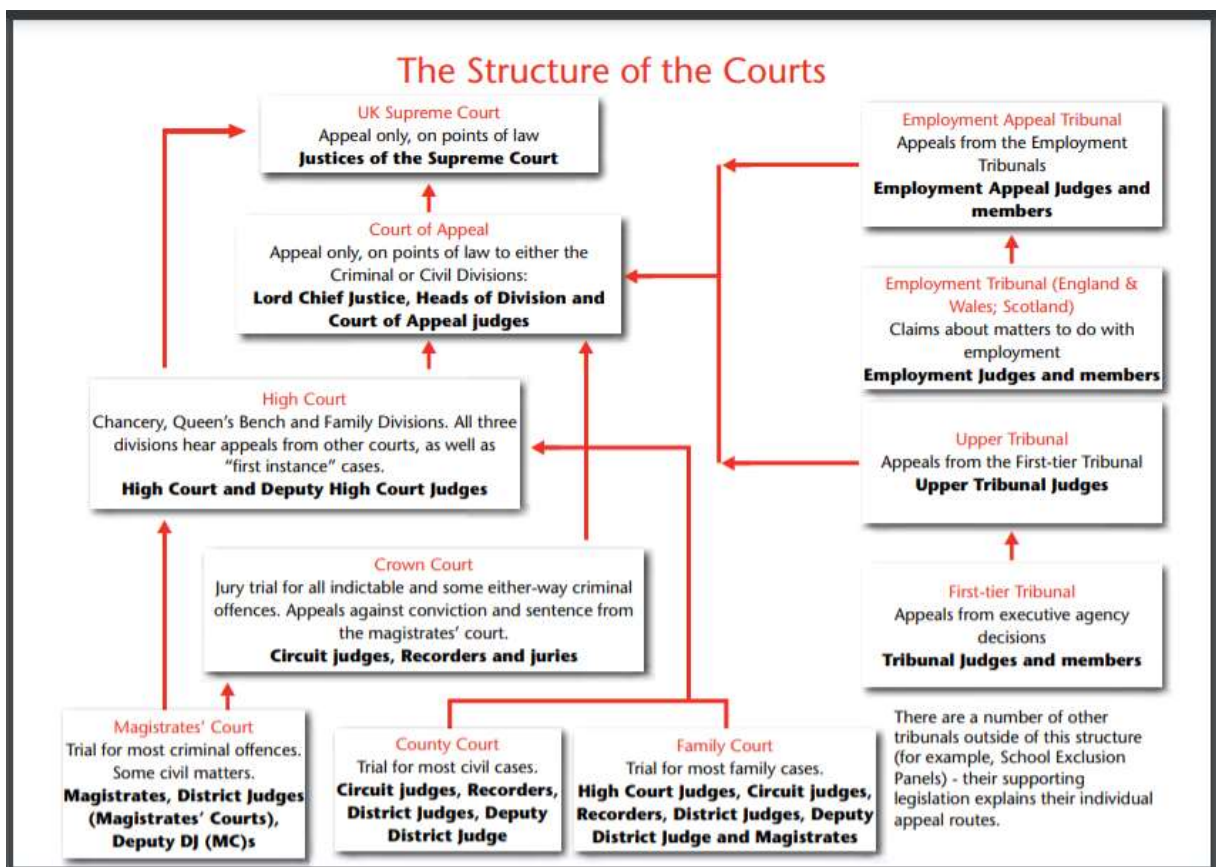 The Structure of the Courts
UK Supreme Court
Appeal only, on points of law
Justices of the Supreme Court
Court of Appeal
Appeal only, on points of law to either the
Criminal or Civil Divisions:
Lord Chief Justice, Heads of Division and
Court of Appeal judges
High Court
Chancery, Queen's Bench and Family Divisions. All three
divisions hear appeals from other courts, as well as
“first instance” cases.
High Court and Deputy High Court Judges
Crown Court
Jury trial for all indictable and some either-way criminal
offences. Appeals against conviction and sentence from
the magistrates' court.
Circuit judges, Recorders and juries
Magistrates' Court
Trial for most criminal offences.
Some civil matters.
Magistrates, District Judges
(Magistrates' Courts),
Deputy DJ (MC)s
County Court
Trial for most civil cases.
Circuit judges, Recorders,
District Judges, Deputy
District Judge
Family Court
Trial for most family cases.
High Court Judges, Circuit judges,
Recorders, District Judges, Deputy
District Judge and Magistrates
Employment Appeal Tribunal
Appeals from the Employment
Tribunals
Employment Appeal Judges and
members
Employment Tribunal (England &
Wales; Scotland)
Claims about matters to do with
employment
Employment Judges and members
Upper Tribunal
Appeals from the First-tier Tribunal
Upper Tribunal Judges
First-tier Tribunal
Appeals from executive agency
decisions
Tribunal Judges and members
There are a number of other
tribunals outside of this structure
(for example, School Exclusion
Panels) - their supporting
legislation explains their individual
appeal routes.